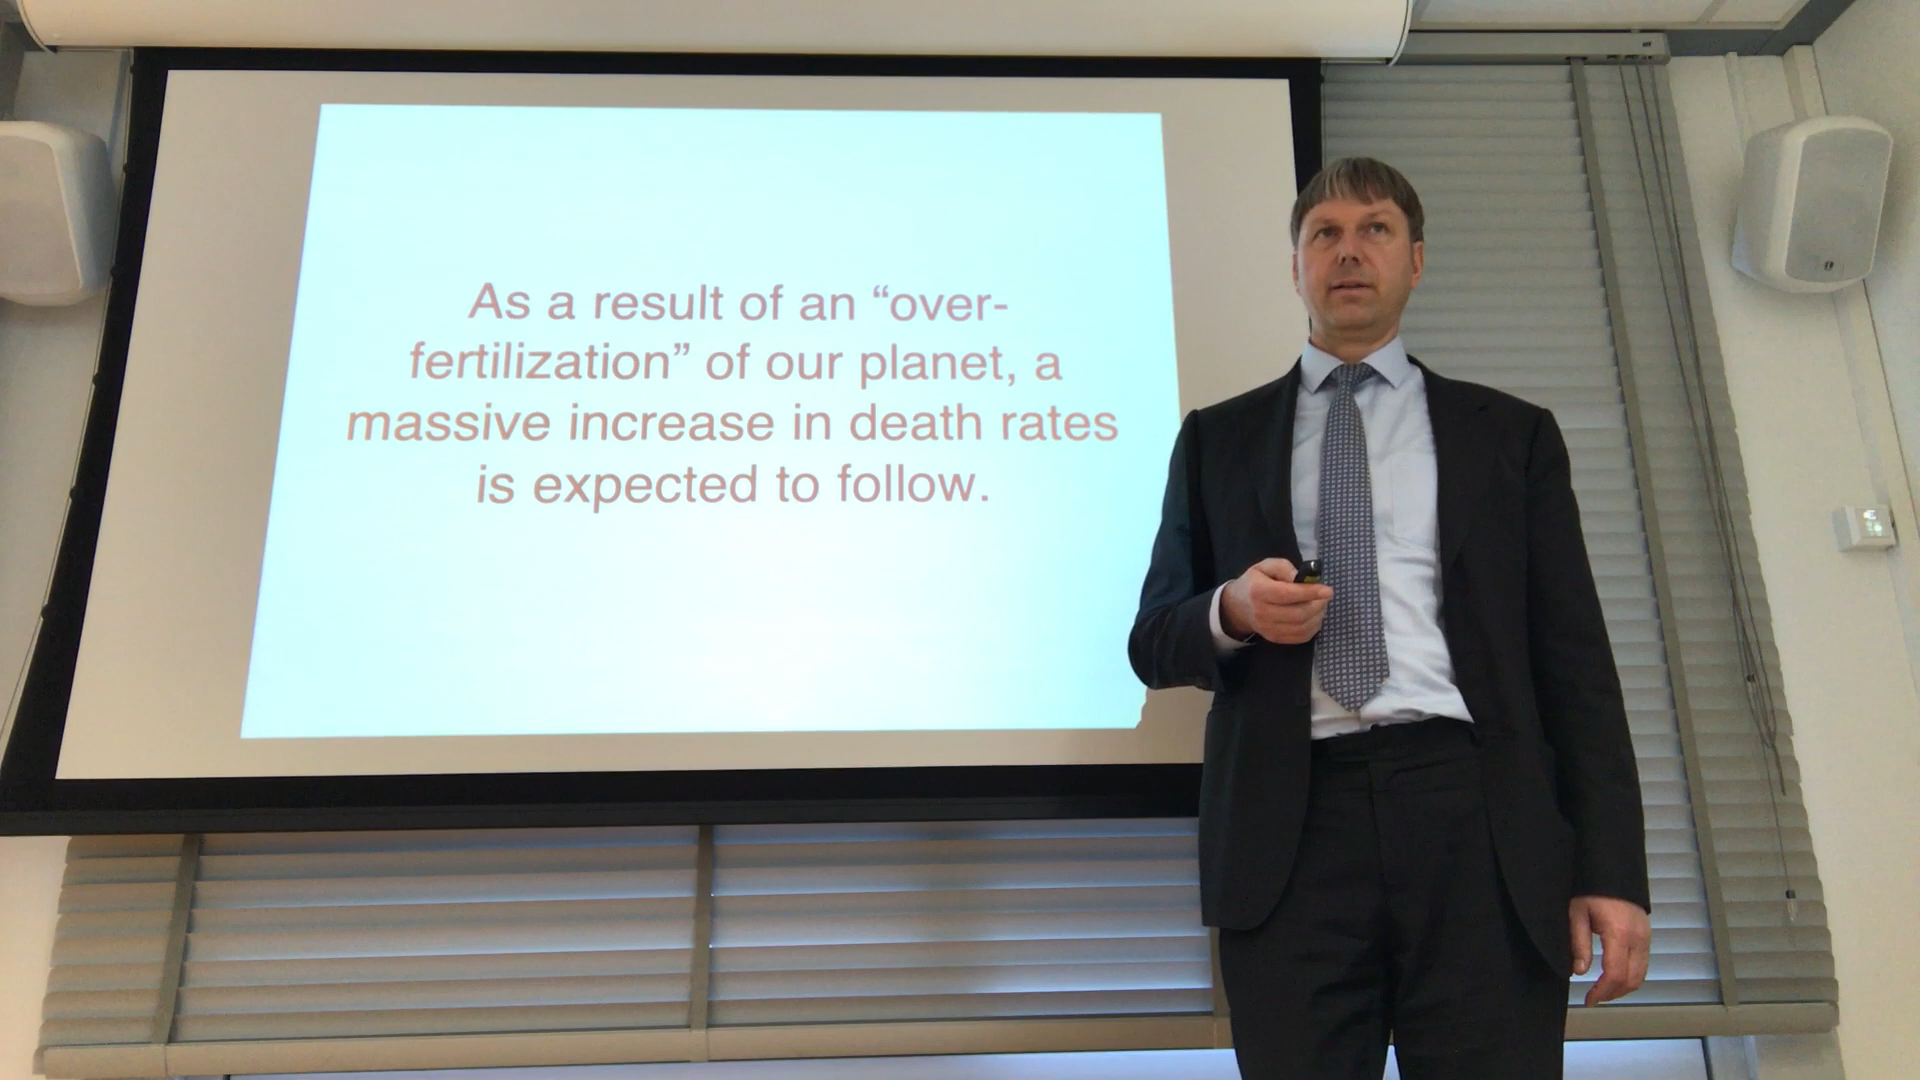 As a result of an “over-
fertilization” of our planet, a
massive increase in death rates
is expected to follow.